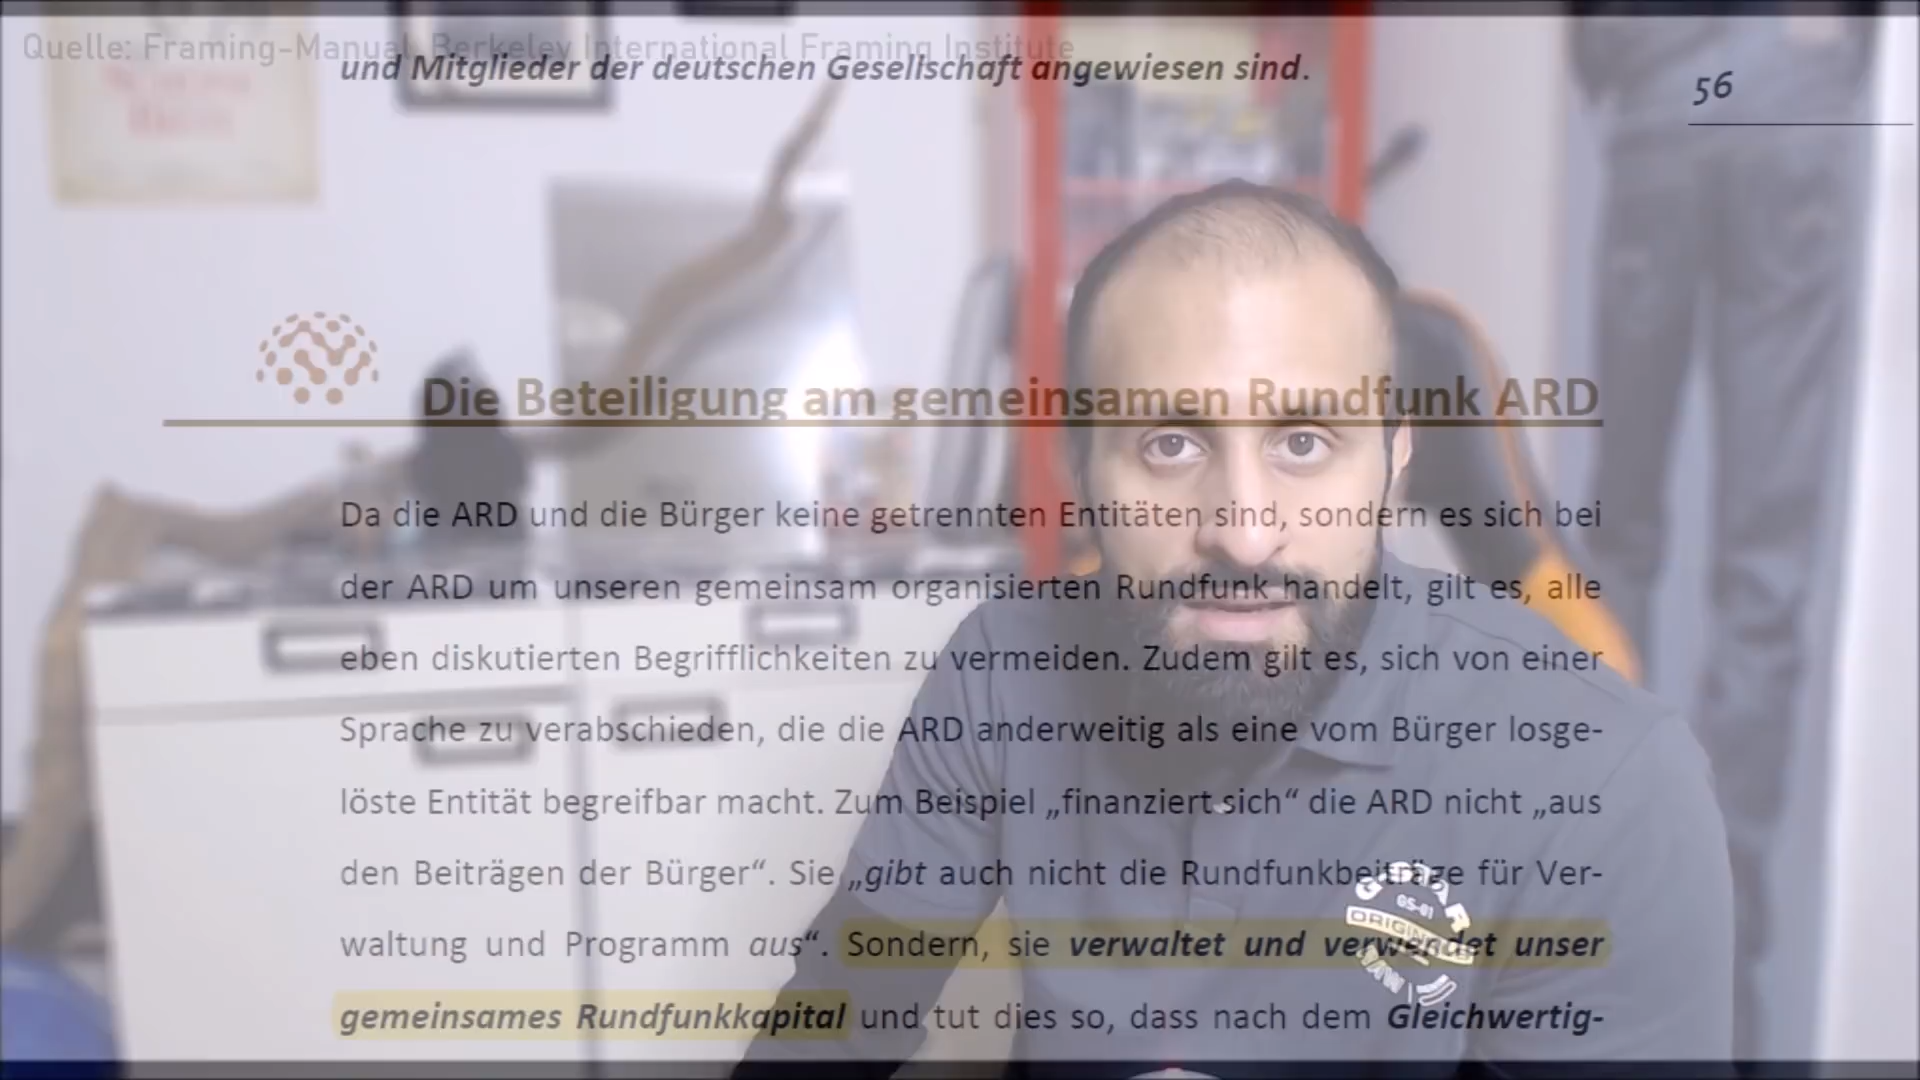 Quelle: Framing-Manual, Berkeley International Framing Institute
und Mitglieder der deutschen Gesellschaft angewiesen sind.
56
Die Beteiligung am gemeinsamen Rundfunk ARD
Da die ARD und die Bürger keine getrennten Entitäten sind, sondern es sich bei
der ARD um unseren gemeinsam organisierten Rundfunk handelt, gilt es, alle
eben diskutierten Begrifflichkeiten zu vermeiden. Zudem gilt es, sich von einer
Sprache zu verabschieden, die die ARD anderweitig als eine vom Bürger losge-
löste Entität begreifbar macht. Zum Beispiel „finanziert sich“ die ARD nicht „aus
den Beiträgen der Bürger“. Sie „gibt auch nicht die Rundfunkbeiträge für Ver-
waltung und Programm aus“. Sondern, sie verwaltet und verwendet unser
gemeinsames Rundfunkkapital und tut dies so, dass nach dem Gleichwertig-
GS-01
RAW